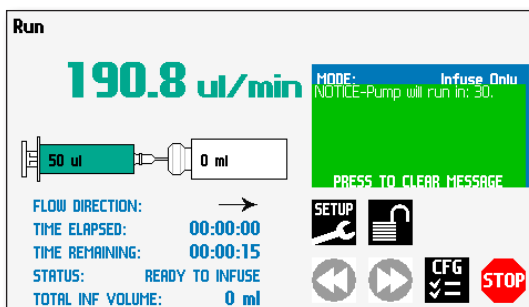 Run
190.8 ul/min
MODE: Infuse Only
NOTICE-Pump will run in: 30.
PRESS TO CLEAR MESSAGE
50 ul
0 ml
FLOW DIRECTION:
TIME ELAPSED: 00:00:00
TIME REMAINING: 00:00:15
STATUS: READY TO INFUSE
TOTAL INF VOLUME: 0 ml
SETUP
CFG
STOP